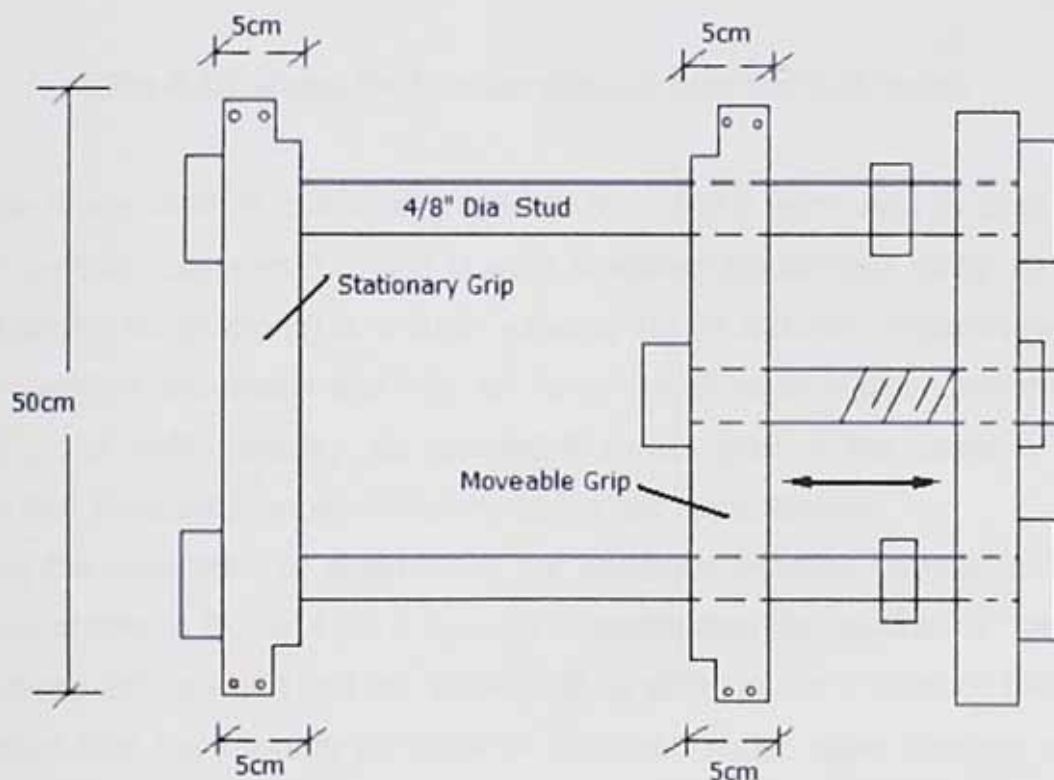 5cm
5cm
4/8" Dia Stud
Stationary Grip
50cm
Moveable Grip
5cm
5cm